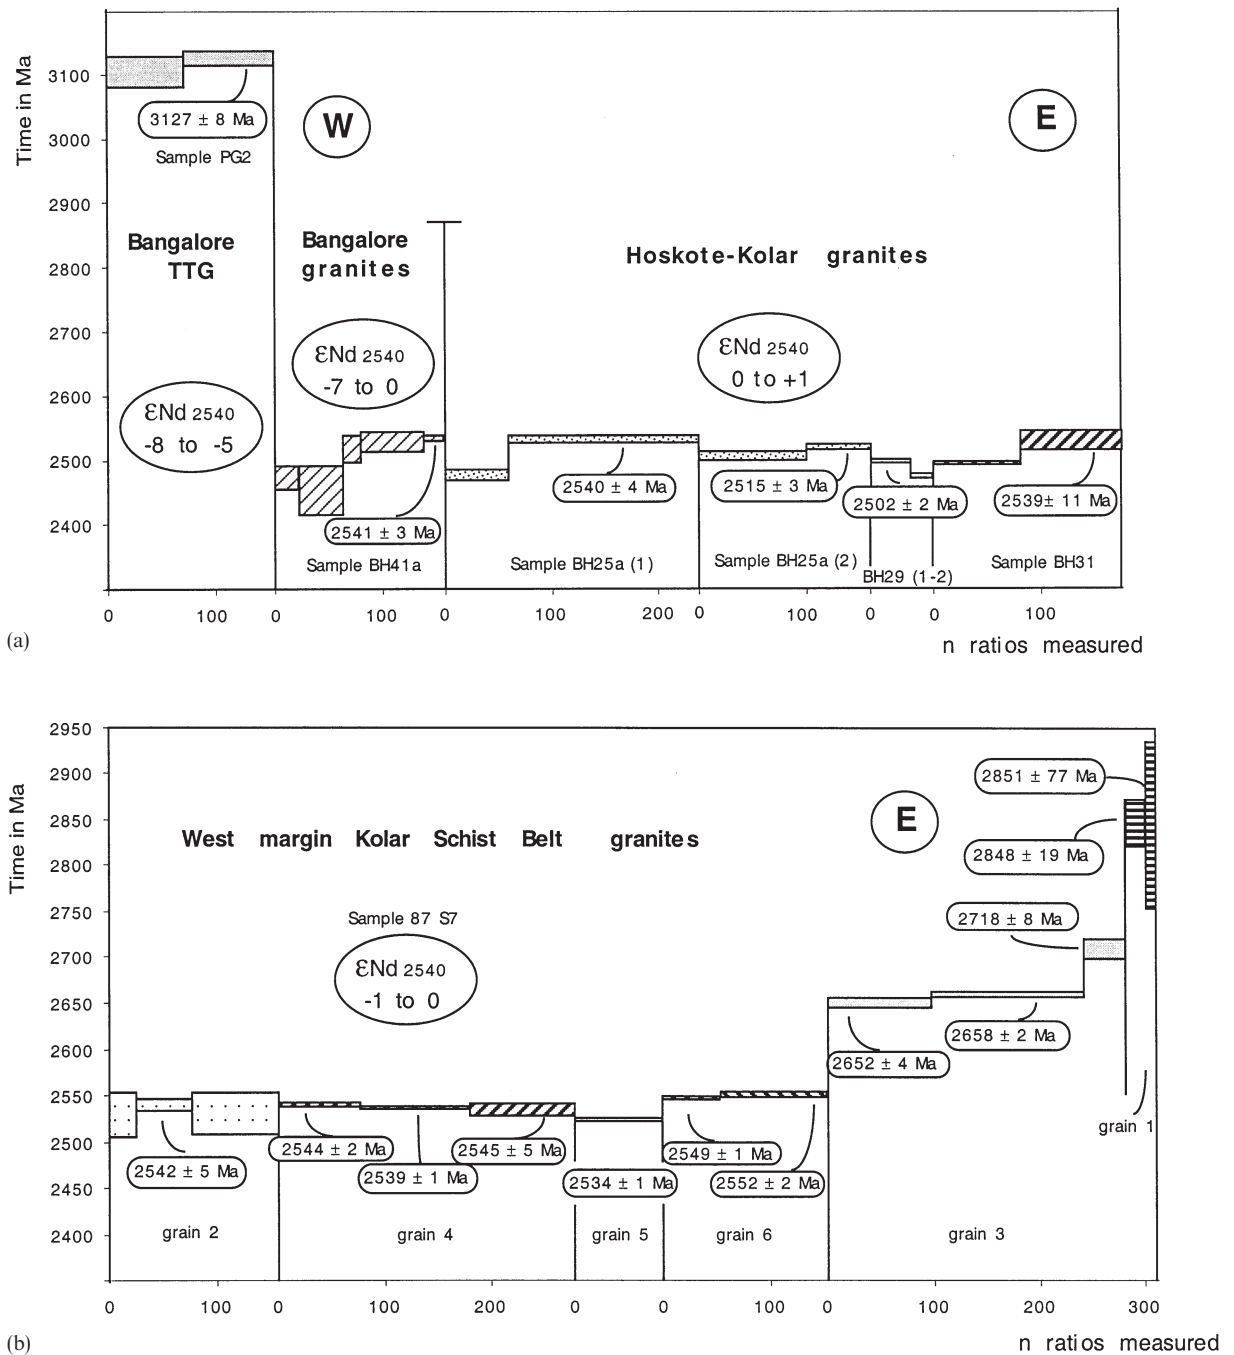 Time in Ma
3100
3000
2900
2800
2700
2600
2500
2400
3127 ± 8 Ma
Sample PG2
W
E
Bangalore
TTG
Bangalore
granites
Hoskote-Kolar granites
εNd 2540
-8 to -5
εNd 2540
-7 to 0
εNd 2540
0 to +1
2541 ± 3 Ma
Sample BH41a
2540 ± 4 Ma
Sample BH25a (1)
2515 ± 3 Ma
Sample BH25a (2)
2502 ± 2 Ma
BH29 (1-2)
2539± 11 Ma
Sample BH31
0 100 0 100 0 100 200 0 100 0 0 100
(a)
n ratios measured
Time in Ma
2950
2900
2850
2800
2750
2700
2650
2600
2550
2500
2450
2400
West margin Kolar Schist Belt granites
E
Sample 87 S7
εNd 2540
-1 to 0
2851 ± 77 Ma
2848 ± 19 Ma
2718 ± 8 Ma
2658 ± 2 Ma
2652 ± 4 Ma
grain 1
2542 ± 5 Ma
2544 ± 2 Ma
2539 ± 1 Ma
2545 ± 5 Ma
2534 ± 1 Ma
2549 ± 1 Ma
2552 ± 2 Ma
grain 2
grain 4
grain 5
grain 6
grain 3
0 100 0 100 200 0 0 100 0 100 200 300
(b)
n ratios measured